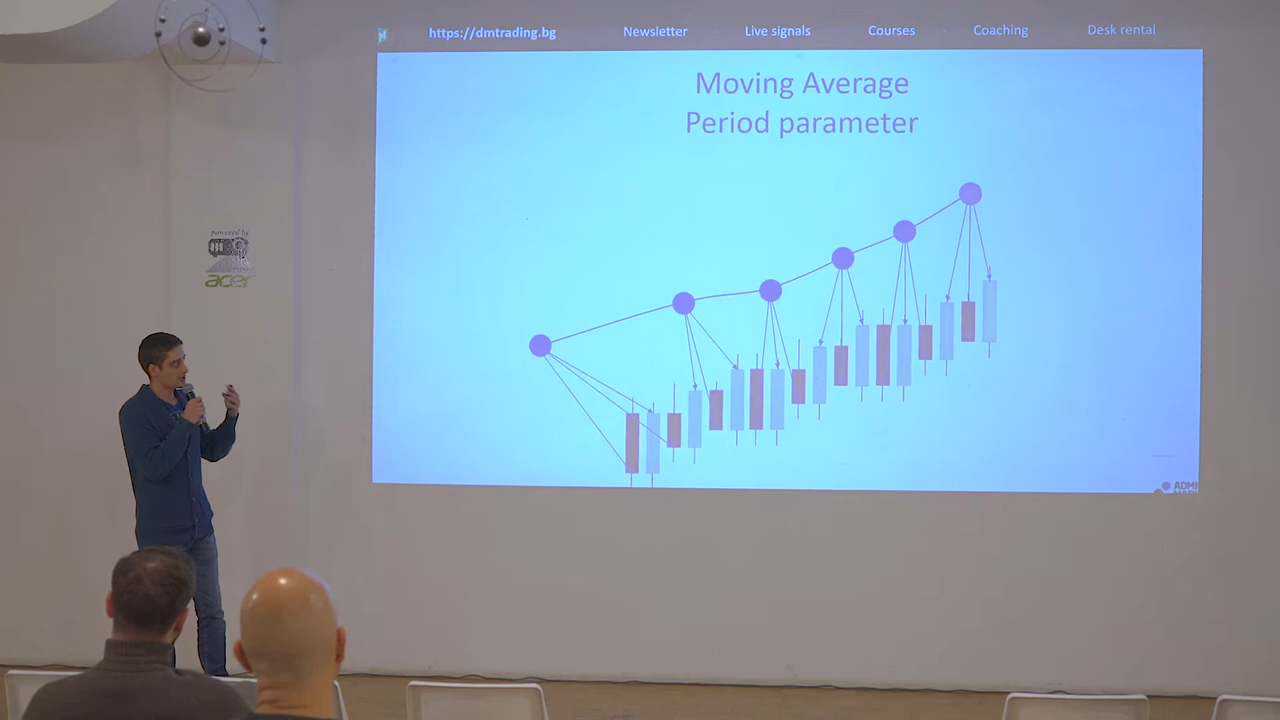 https://dmtrading.bg Newsletter Live signals Courses Coaching Desk rental
Moving Average
Period parameter
powered by
acer